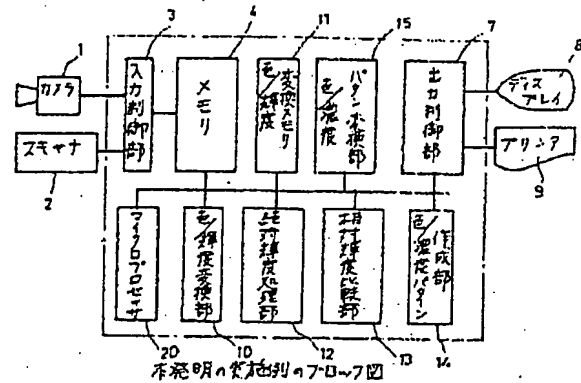 3
4
11
15
7
8
1
カメラ
入力制御部
メモリ
色/輝度
変換メモリ
パタン変換部
色/濃度
出力制御部
ディス
プレイ
スキャナ
2
プリンア
9
マイクロプロセッサ
色/輝度変換部
絶対輝度処理部
相対輝度比較部
作成部
色/濃度パタイン
20
10
12
13
14
本発明の実施例のブロック図